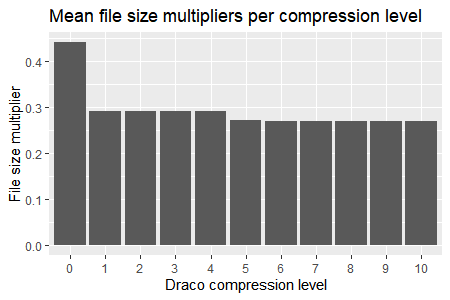 Mean file size multipliers per compression level
File size multiplier
0.4
0.3
0.2
0.1
0.0
0 1 2 3 4 5 6 7 8 9 10
Draco compression level